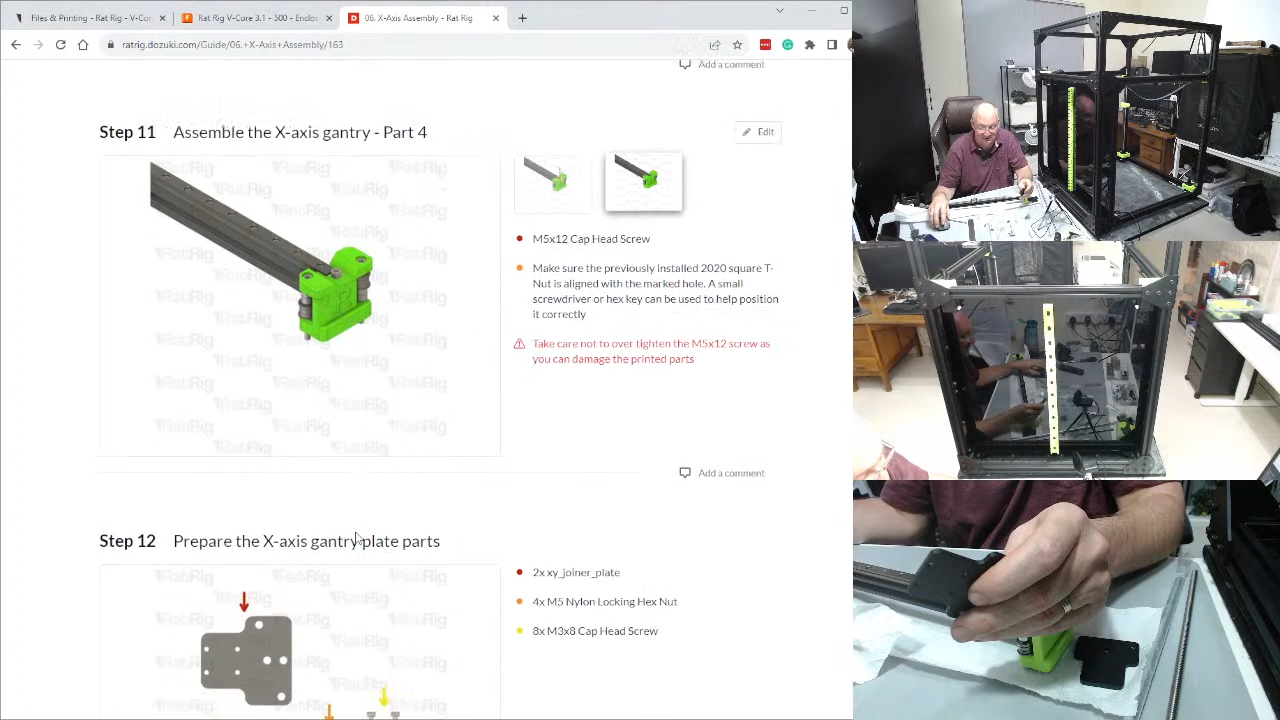 Files & Printing - Rat Rig V-Co
Rat Rig V-Core 3.1 - 500 - Endos
06. X-Axis Assembly - Rat Rig
ratrig.dozuki.com/Guide/06.+X-Axis+Assembly/163
Add a comment
Step 11 Assemble the X-axis gantry - Part 4
Edit
M5x12 Cap Head Screw
Make sure the previously installed 2020 square T-
Nut is aligned with the marked hole. A small
screwdriver or hex key can be used to help position
it correctly
Take care not to over tighten the M5x12 screw as
you can damage the printed parts
Add a comment
Step 12 Prepare the X-axis gantry plate parts
2x xy_joiner_plate
4x M5 Nylon Locking Hex Nut
8x M3x8 Cap Head Screw